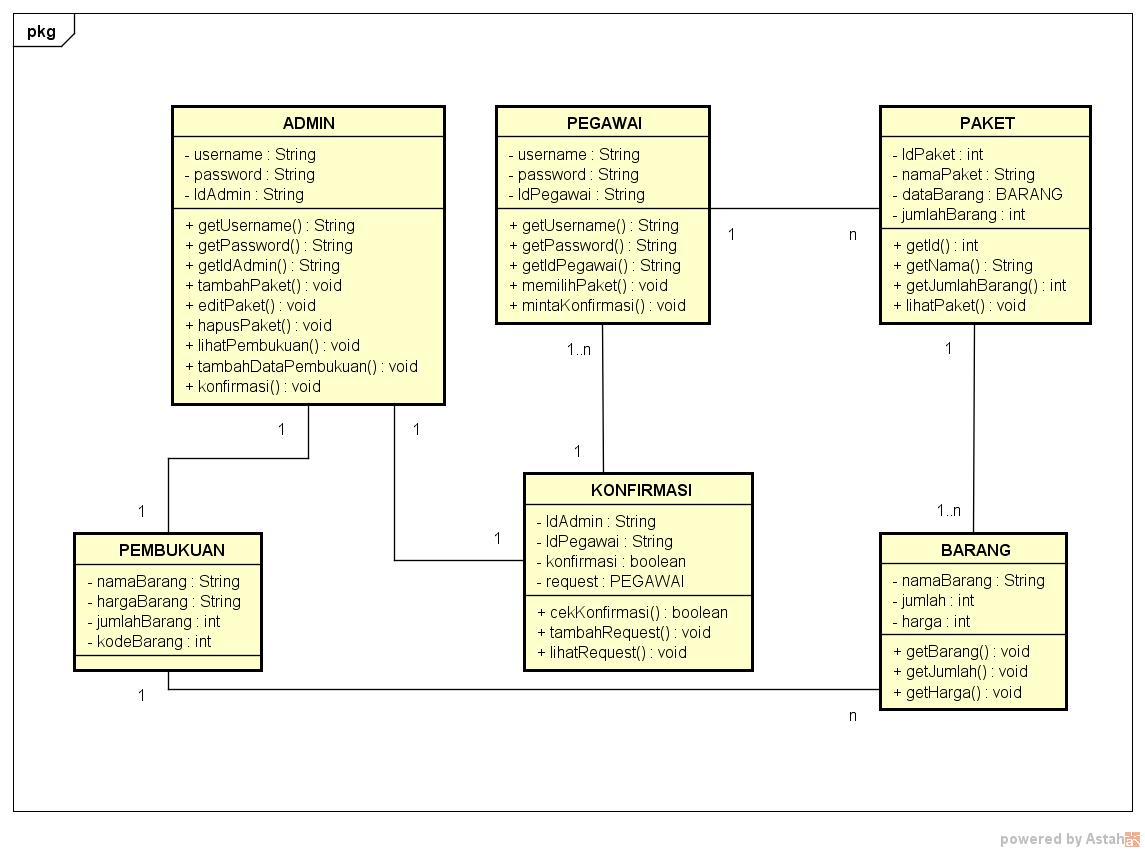 pkg
ADMIN
- username : String
- password : String
- IdAdmin : String
+ getUsername() : String
+ getPassword() : String
+ getIdAdmin() : String
+ tambahPaket() : void
+ editPaket() : void
+ hapusPaket() : void
+ lihatPembukuan() : void
+ tambahDataPembukuan() : void
+ konfirmasi() : void
PEGAWAI
- username : String
- password : String
- IdPegawai : String
+ getUsername() : String
+ getPassword() : String
+ getIdPegawai() : String
+ memilihPaket() : void
+ mintaKonfirmasi() : void
1
n
PAKET
- IdPaket : int
- namaPaket : String
- dataBarang : BARANG
- jumlahBarang : int
+ getId() : int
+ getNama() : String
+ getJumlahBarang() : int
+ lihatPaket() : void
1
1
1..n
1
1
1
1
1..n
PEMBUKUAN
- namaBarang : String
- hargaBarang : String
- jumlahBarang : int
- kodeBarang : int
KONFIRMASI
- IdAdmin : String
- IdPegawai : String
- konfirmasi : boolean
- request : PEGAWAI
+ cekKonfirmasi() : boolean
+ tambahRequest() : void
+ lihatRequest() : void
BARANG
- namaBarang : String
- jumlah : int
- harga : int
+ getBarang() : void
+ getJumlah() : void
+ getHarga() : void
1
n
powered by Astah